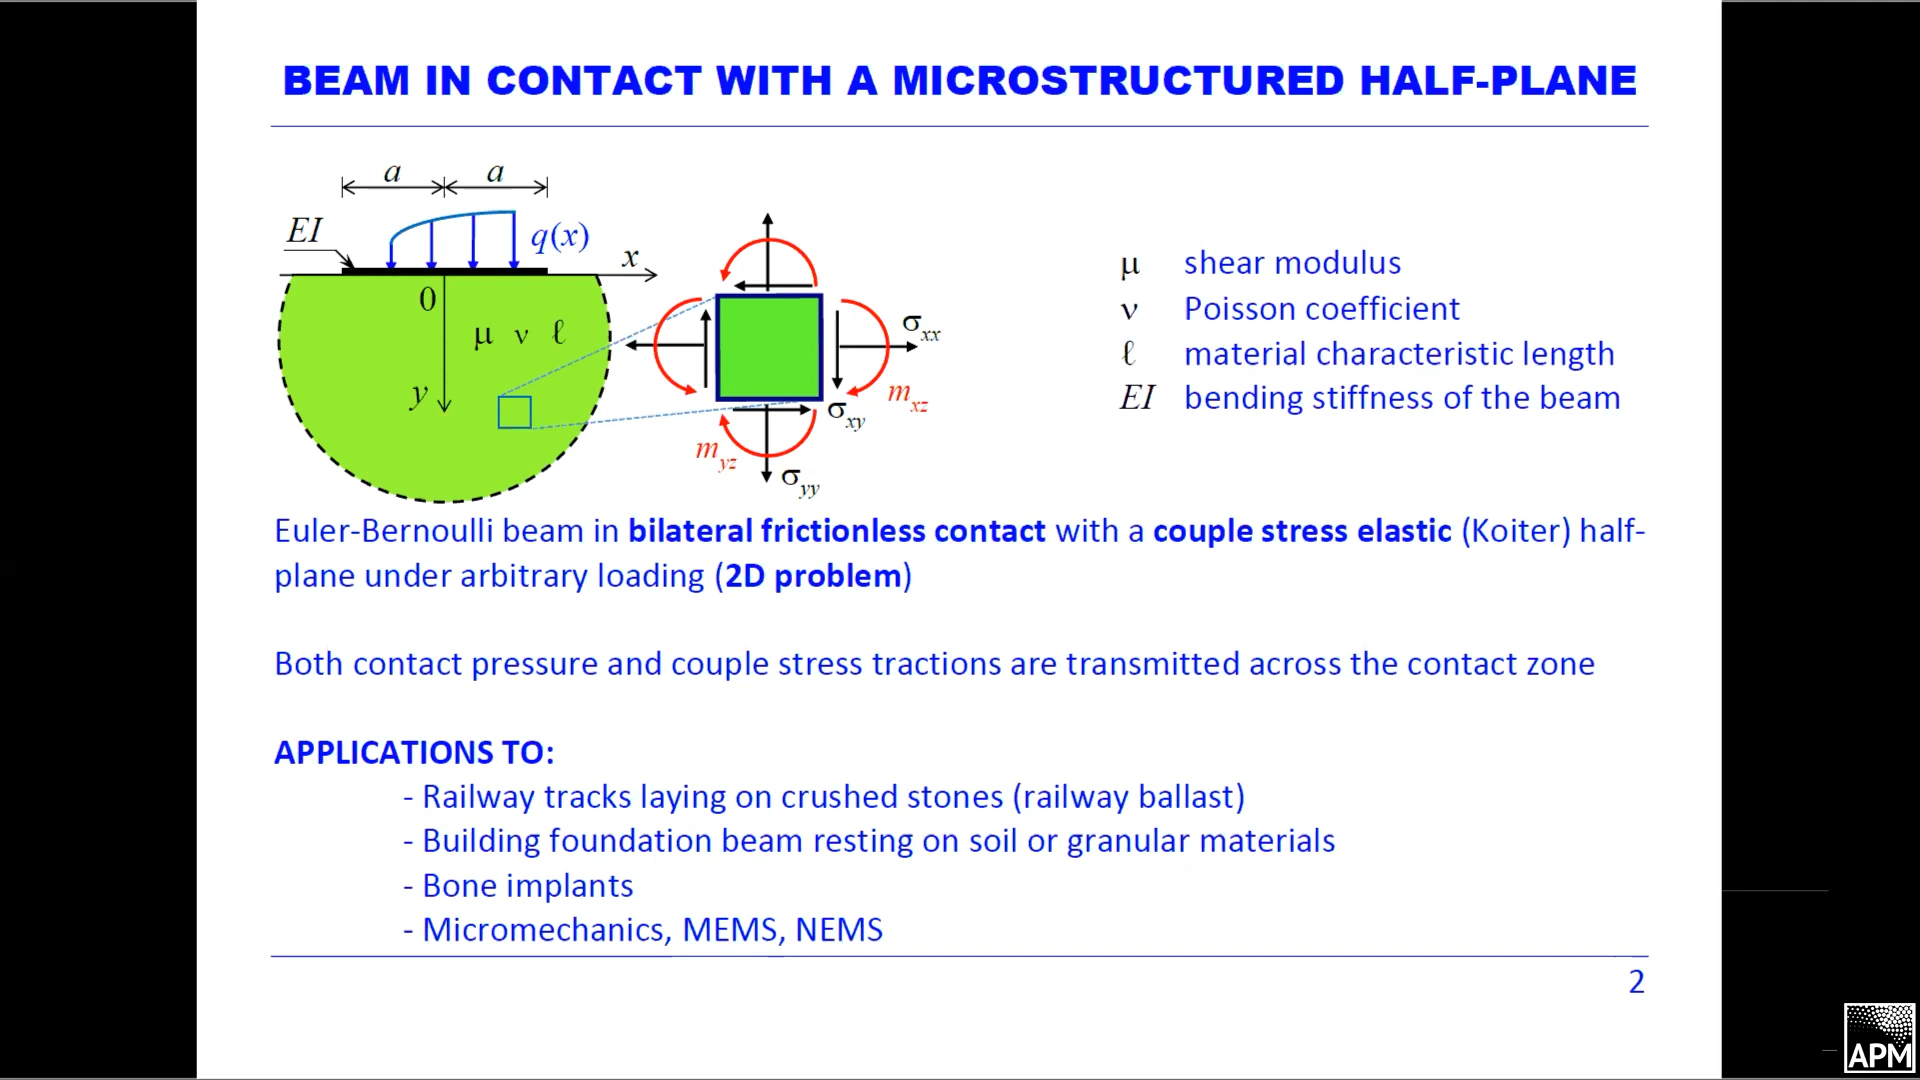 BEAM IN CONTACT WITH A MICROSTRUCTURED HALF-PLANE
a a
EI
q(x)
x
0
μ ν ℓ
y
σxx
mxz
σxy
myz
σyy
μ shear modulus
ν Poisson coefficient
ℓ material characteristic length
EI bending stiffness of the beam
Euler-Bernoulli beam in bilateral frictionless contact with a couple stress elastic (Koiter) half-
plane under arbitrary loading (2D problem)
Both contact pressure and couple stress tractions are transmitted across the contact zone
APPLICATIONS TO:
- Railway tracks laying on crushed stones (railway ballast)
- Building foundation beam resting on soil or granular materials
- Bone implants
- Micromechanics, MEMS, NEMS
2
APM